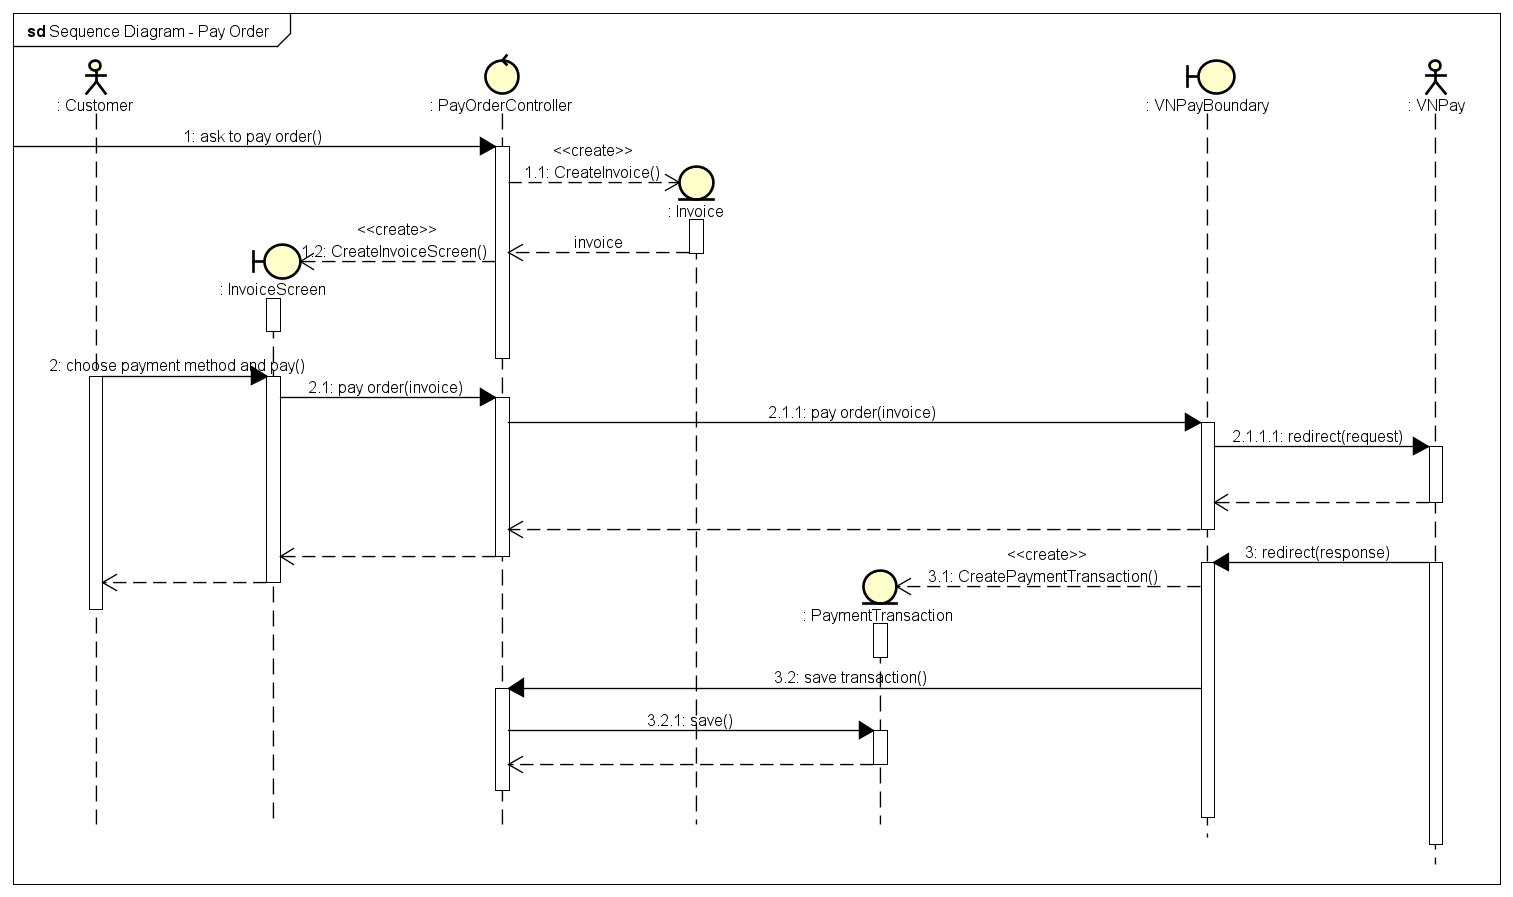 sd Sequence Diagram - Pay Order
: Customer
: PayOrderController
: VNPayBoundary
: VNPay
1: ask to pay order()
<<create>>
1.1: CreateInvoice()
: Invoice
<<create>>
invoice
1.2: CreateInvoiceScreen()
: InvoiceScreen
2: choose payment method and pay()
2.1: pay order(invoice)
2.1.1: pay order(invoice)
2.1.1.1: redirect(request)
<<create>>
3: redirect(response)
3.1: CreatePaymentTransaction()
: PaymentTransaction
3.2: save transaction()
3.2.1: save()